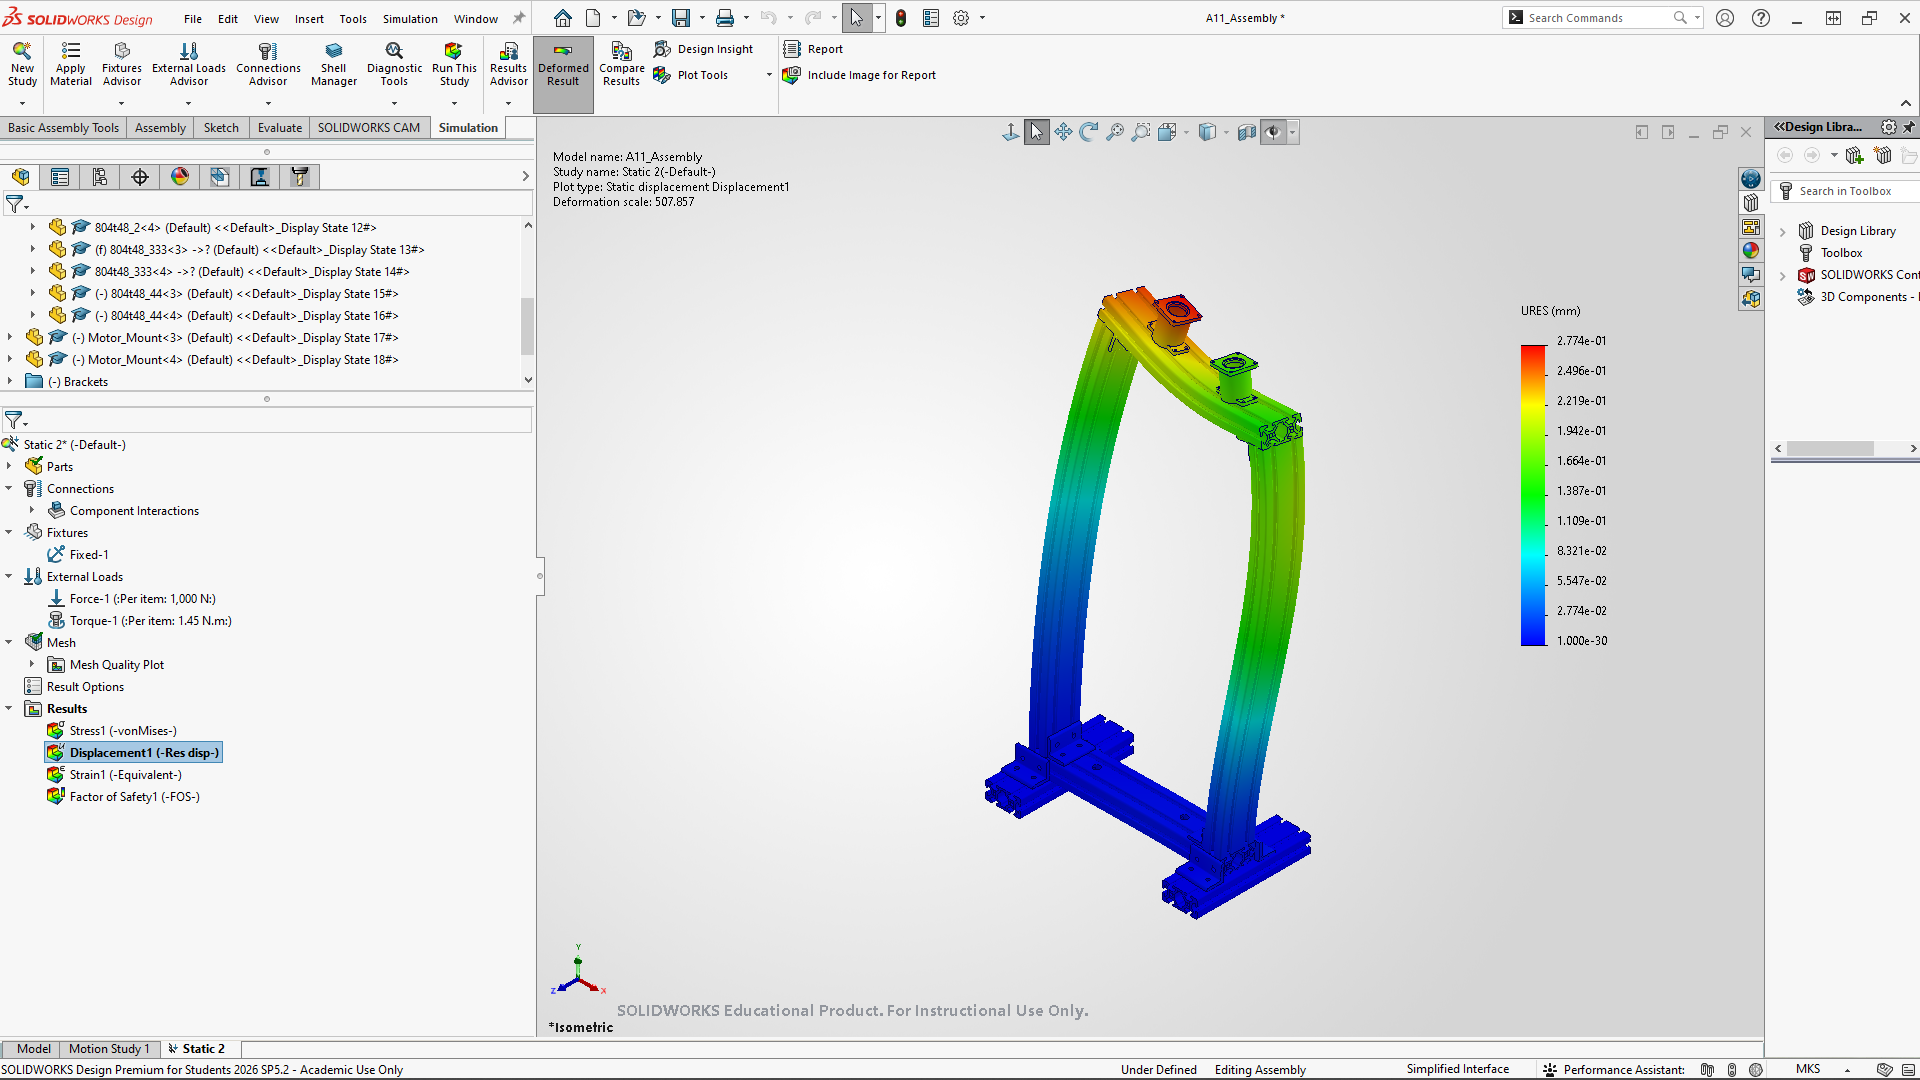 SOLIDWORKS Design
File Edit View Insert Tools Simulation Window
A11_Assembly *
Search Commands
New Study
Apply Material
Fixtures Advisor
External Loads Advisor
Connections Advisor
Shell Manager
Diagnostic Tools
Run This Study
Results Advisor
Deformed Result
Compare Results
Design Insight
Plot Tools
Report
Include Image for Report
Basic Assembly Tools Assembly Sketch Evaluate SOLIDWORKS CAM Simulation
804t48_2<4> (Default) <<Default>_Display State 12#>
(f) 804t48_333<3> ->? (Default) <<Default>_Display State 13#>
804t48_333<4> ->? (Default) <<Default>_Display State 14#>
(-) 804t48_44<3> (Default) <<Default>_Display State 15#>
(-) 804t48_44<4> (Default) <<Default>_Display State 16#>
(-) Motor_Mount<3> (Default) <<Default>_Display State 17#>
(-) Motor_Mount<4> (Default) <<Default>_Display State 18#>
(-) Brackets
Static 2* (-Default-)
Parts
Connections
Component Interactions
Fixtures
Fixed-1
External Loads
Force-1 (:Per item: 1,000 N:)
Torque-1 (:Per item: 1.45 N.m:)
Mesh
Mesh Quality Plot
Result Options
Results
Stress1 (-vonMises-)
Displacement1 (-Res disp-)
Strain1 (-Equivalent-)
Factor of Safety1 (-FOS-)
Model name: A11_Assembly
Study name: Static 2(-Default-)
Plot type: Static displacement Displacement1
Deformation scale: 507.857
URES (mm)
2.774e-01
2.496e-01
2.219e-01
1.942e-01
1.664e-01
1.387e-01
1.109e-01
8.321e-02
5.547e-02
2.774e-02
1.000e-30
Y
Z
X
*Isometric
SOLIDWORKS Educational Product. For Instructional Use Only.
Design Libra...
Search in Toolbox
Design Library
Toolbox
SOLIDWORKS Cont
3D Components -
Model Motion Study 1 Static 2
SOLIDWORKS Design Premium for Students 2026 SP5.2 - Academic Use Only
Under Defined Editing Assembly Simplified Interface Performance Assistant: MKS